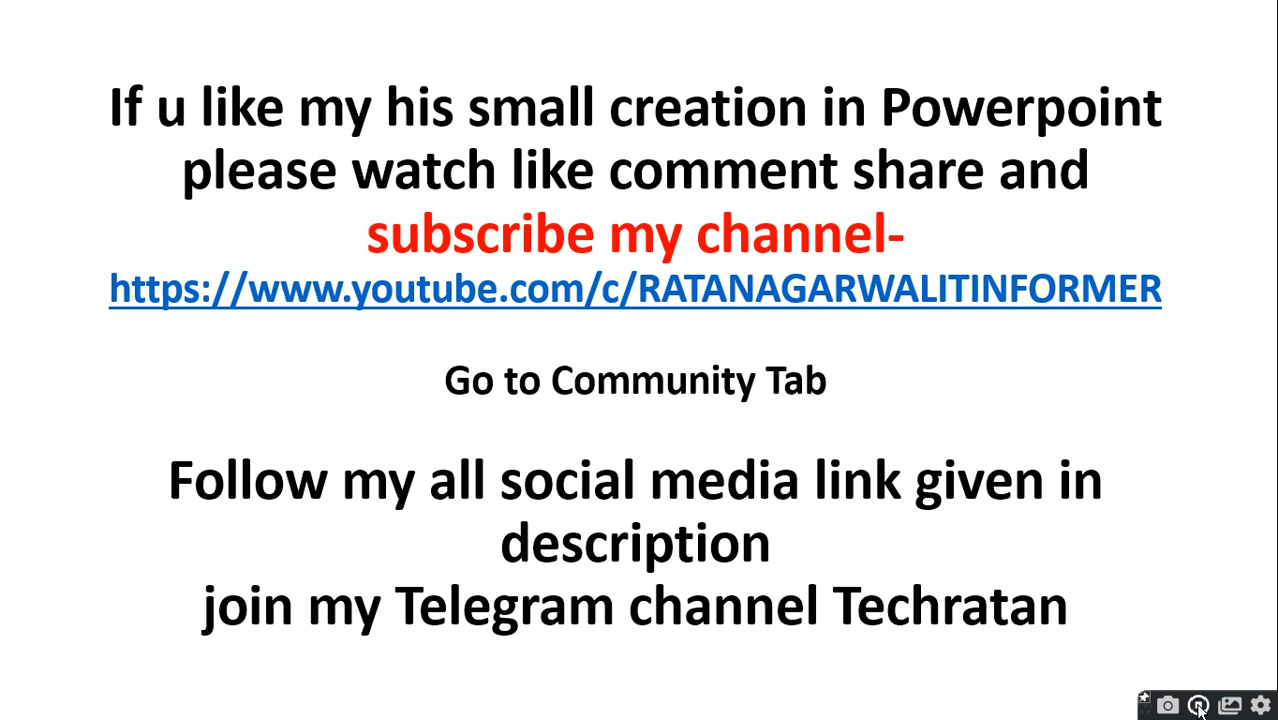 If u like my his small creation in Powerpoint
please watch like comment share and
subscribe my channel-
https://www.youtube.com/c/RATANAGARWALITINFORMER
Go to Community Tab
Follow my all social media link given in
description
join my Telegram channel Techratan